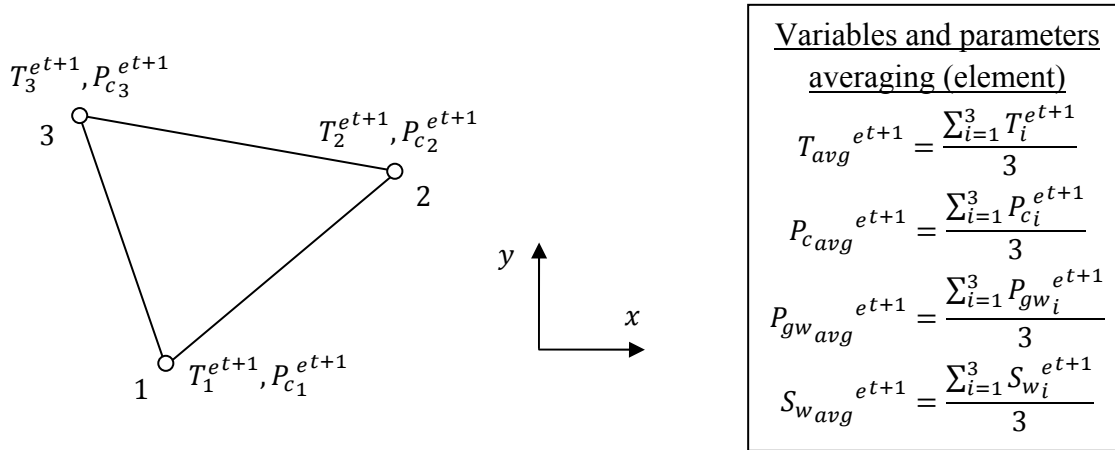 $T_3^{e^{t+1}}, P_{c_3}^{e^{t+1}}$
3
$T_2^{e^{t+1}}, P_{c_2}^{e^{t+1}}$
2
y
x
1
$T_1^{e^{t+1}}, P_{c_1}^{e^{t+1}}$
Variables and parameters
averaging (element)
$T_{avg}^{e^{t+1}} = \frac{\sum_{i=1}^{3} T_i^{e^{t+1}}}{3}$
$P_{c_{avg}}^{e^{t+1}} = \frac{\sum_{i=1}^{3} P_{c_i}^{e^{t+1}}}{3}$
$P_{gw_{avg}}^{e^{t+1}} = \frac{\sum_{i=1}^{3} P_{gw_i}^{e^{t+1}}}{3}$
$S_{w_{avg}}^{e^{t+1}} = \frac{\sum_{i=1}^{3} S_{w_i}^{e^{t+1}}}{3}$